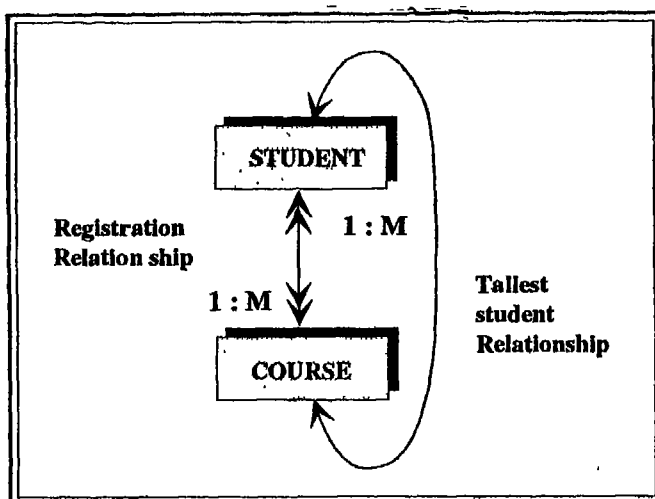 STUDENT
Registration
Relation ship
1 : M
1 : M
Tallest
student
Relationship
COURSE